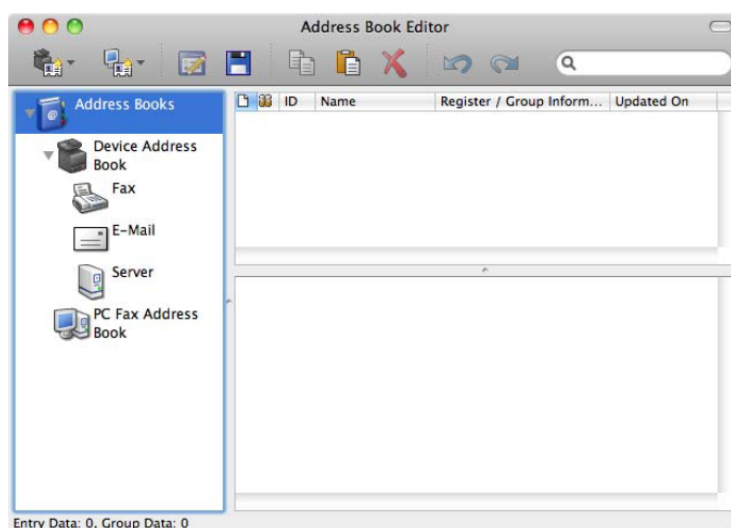 Address Book Editor
Address Books
Device Address
Book
Fax
E-Mail
Server
PC Fax Address
Book
ID Name Register / Group Inform... Updated On
Entry Data: 0, Group Data: 0